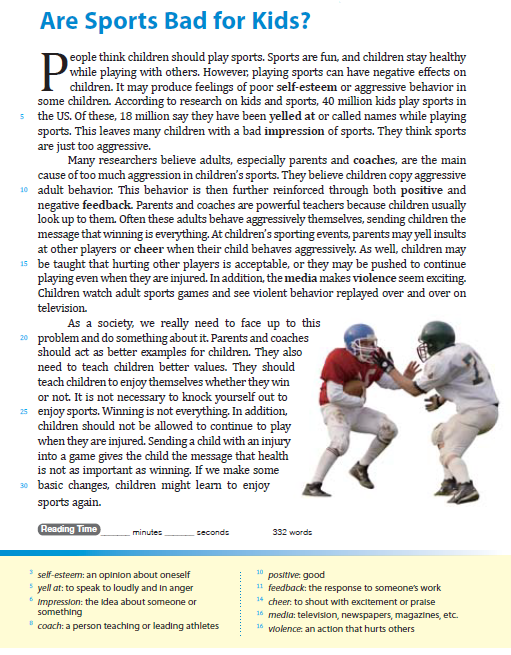 Are Sports Bad for Kids?
People think children should play sports. Sports are fun, and children stay healthy
while playing with others. However, playing sports can have negative effects on
children. It may produce feelings of poor self-esteem or aggressive behavior in
some children. According to research on kids and sports, 40 million kids play sports in
5 the US. Of these, 18 million say they have been yelled at or called names while playing
sports. This leaves many children with a bad impression of sports. They think sports
are just too aggressive.
Many researchers believe adults, especially parents and coaches, are the main
cause of too much aggression in children's sports. They believe children copy aggressive
10 adult behavior. This behavior is then further reinforced through both positive and
negative feedback. Parents and coaches are powerful teachers because children usually
look up to them. Often these adults behave aggressively themselves, sending children the
message that winning is everything. At children's sporting events, parents may yell insults
at other players or cheer when their child behaves aggressively. As well, children may
15 be taught that hurting other players is acceptable, or they may be pushed to continue
playing even when they are injured. In addition, the media makes violence seem exciting.
Children watch adult sports games and see violent behavior replayed over and over on
television.
As a society, we really need to face up to this
20 problem and do something about it. Parents and coaches
should act as better examples for children. They also
need to teach children better values. They should
teach children to enjoy themselves whether they win
or not. It is not necessary to knock yourself out to
25 enjoy sports. Winning is not everything. In addition,
children should not be allowed to continue to play
when they are injured. Sending a child with an injury
into a game gives the child the message that health
is not as important as winning. If we make some
30 basic changes, children might learn to enjoy
sports again.
Reading Time ______ minutes ______ seconds 332 words
3 self-esteem: an opinion about oneself
5 yell at: to speak to loudly and in anger
6 impression: the idea about someone or
something
8 coach: a person teaching or leading athletes
10 positive: good
11 feedback: the response to someone's work
14 cheer: to shout with excitement or praise
16 media: television, newspapers, magazines, etc.
16 violence: an action that hurts others